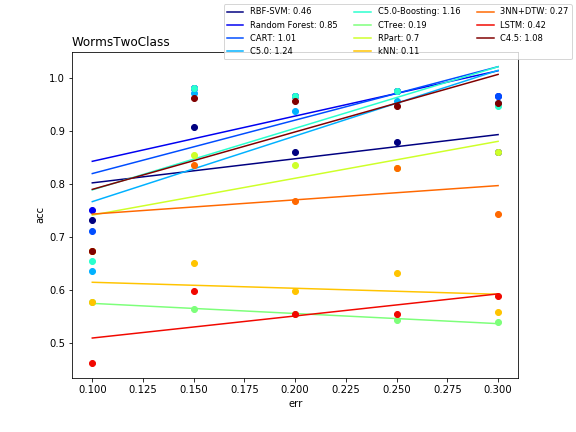 RBF-SVM: 0.46
Random Forest: 0.85
CART: 1.01
C5.0: 1.24
C5.0-Boosting: 1.16
CTree: 0.19
RPart: 0.7
kNN: 0.11
3NN+DTW: 0.27
LSTM: 0.42
C4.5: 1.08
WormsTwoClass
acc
1.0
0.9
0.8
0.7
0.6
0.5
0.100
0.125
0.150
0.175
0.200
0.225
0.250
0.275
0.300
err